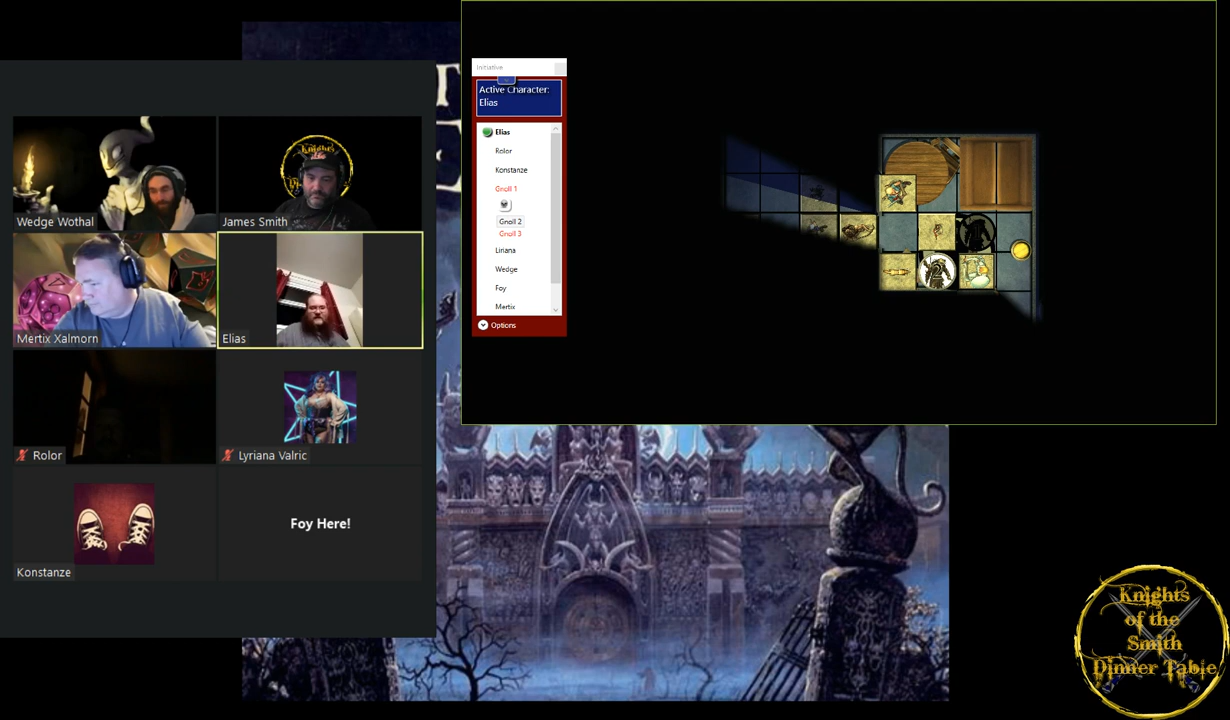 Initiative
Active Character:
Elias
Elias
Rolor
Konstanze
Gnoll 1
Gnoll 2
Gnoll 3
Liriana
Wedge
Foy
Mertix
Options
Wedge Wothal
James Smith
Mertix Xalmorn
Elias
Rolor
Lyriana Valric
Konstanze
Foy Here!
2
Knights
of the
Smith
Dinner Table